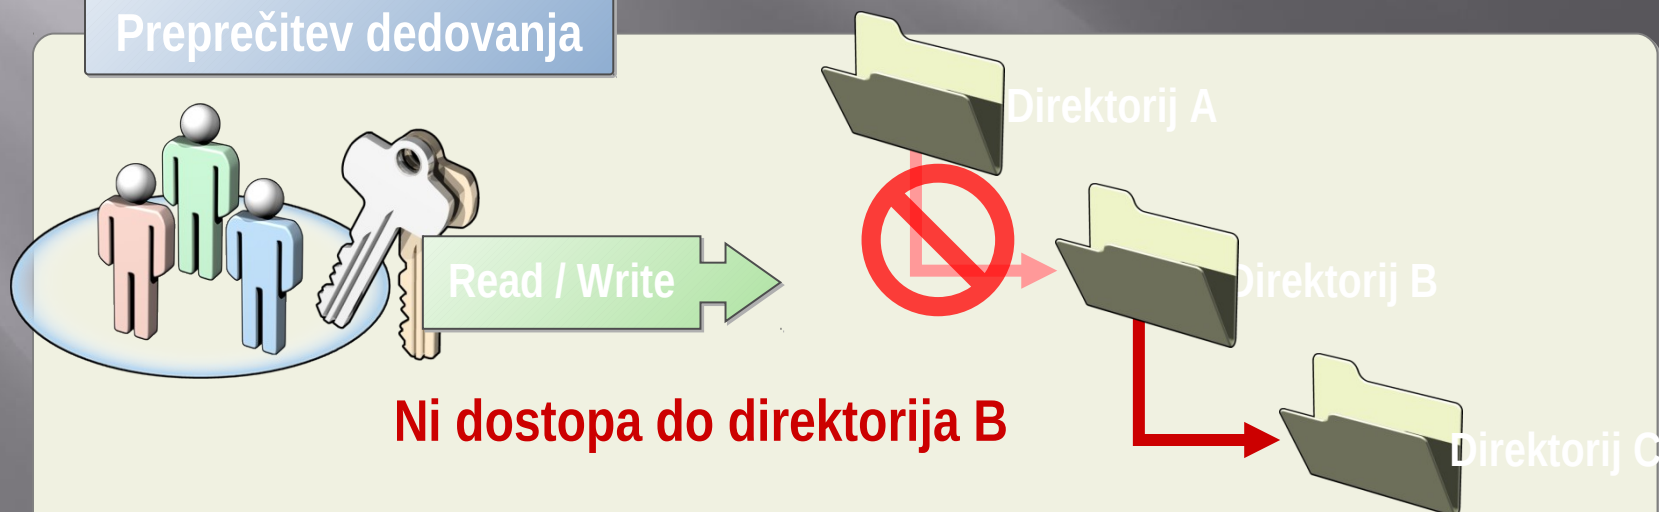 Preprečitev dedovanja
Direktorij A
Read / Write
Direktorij B
Ni dostopa do direktorija B
Direktorij C